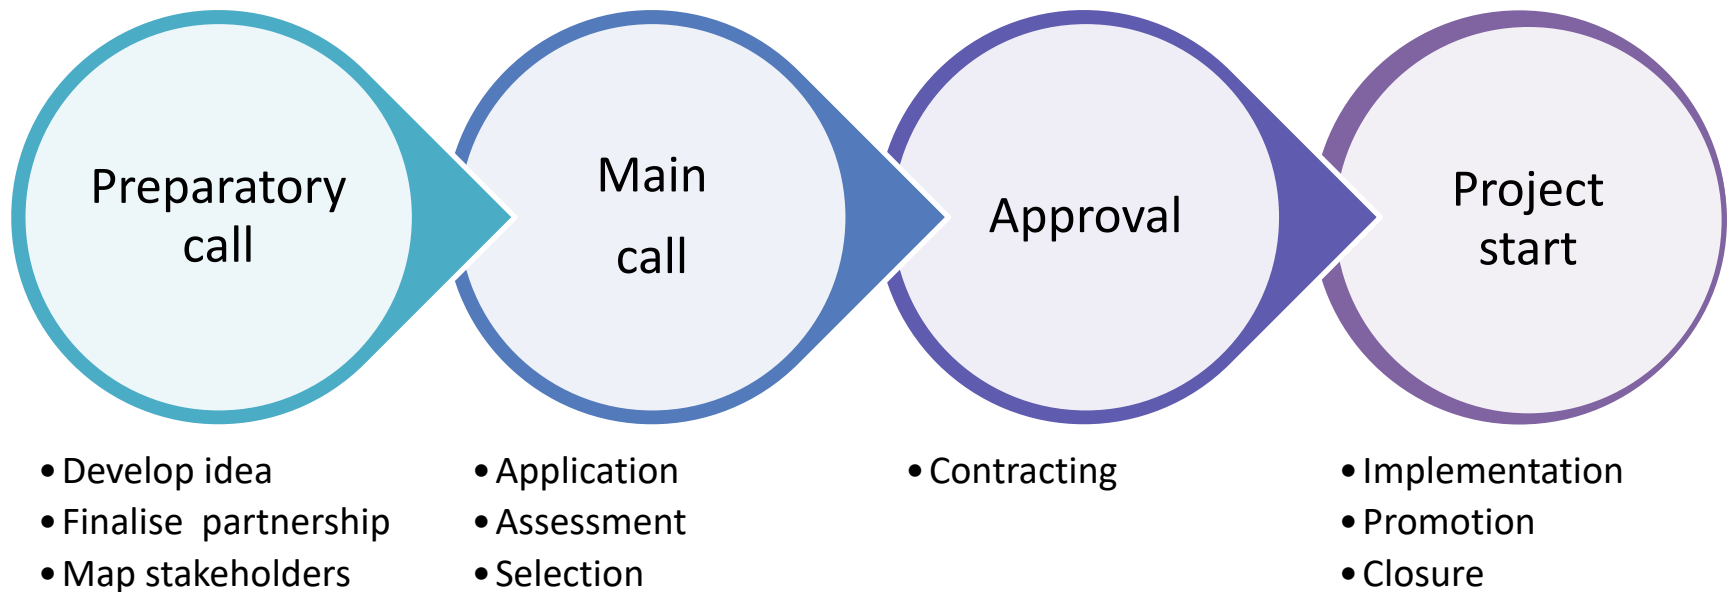 Preparatory
call
Main
call
Approval
Project
start
• Develop idea
• Finalise  partnership
• Map stakeholders
• Application
• Assessment
• Selection
• Contracting
• Implementation
• Promotion
• Closure